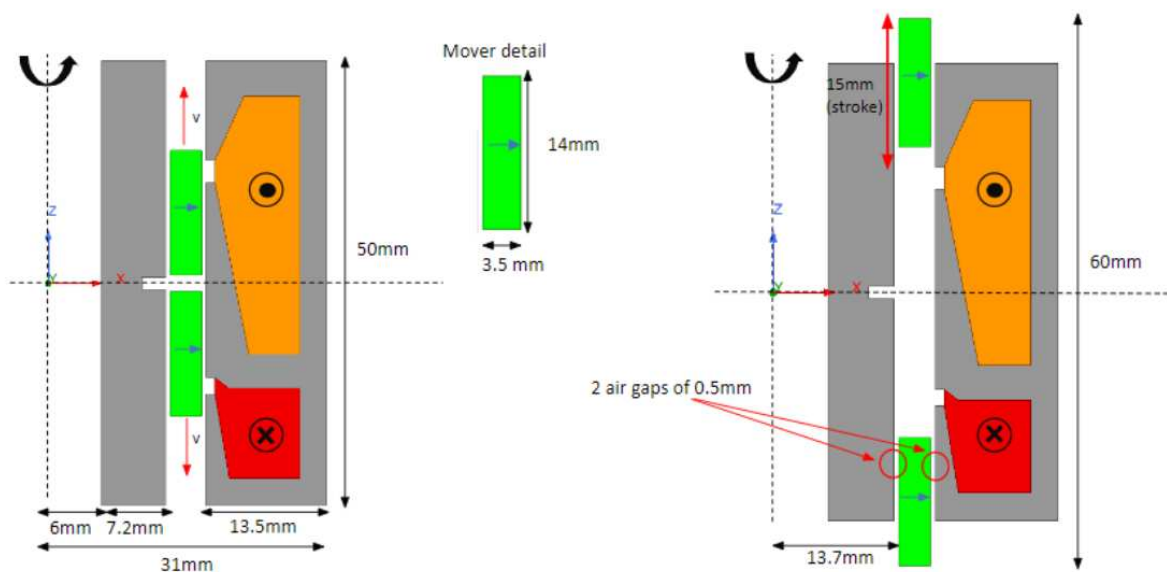 Mover detail
14mm
3.5 mm
v
v
Z
X
Y
50mm
6mm
7.2mm
13.5mm
31mm
15mm
(stroke)
Z
X
Y
60mm
2 air gaps of 0.5mm
13.7mm